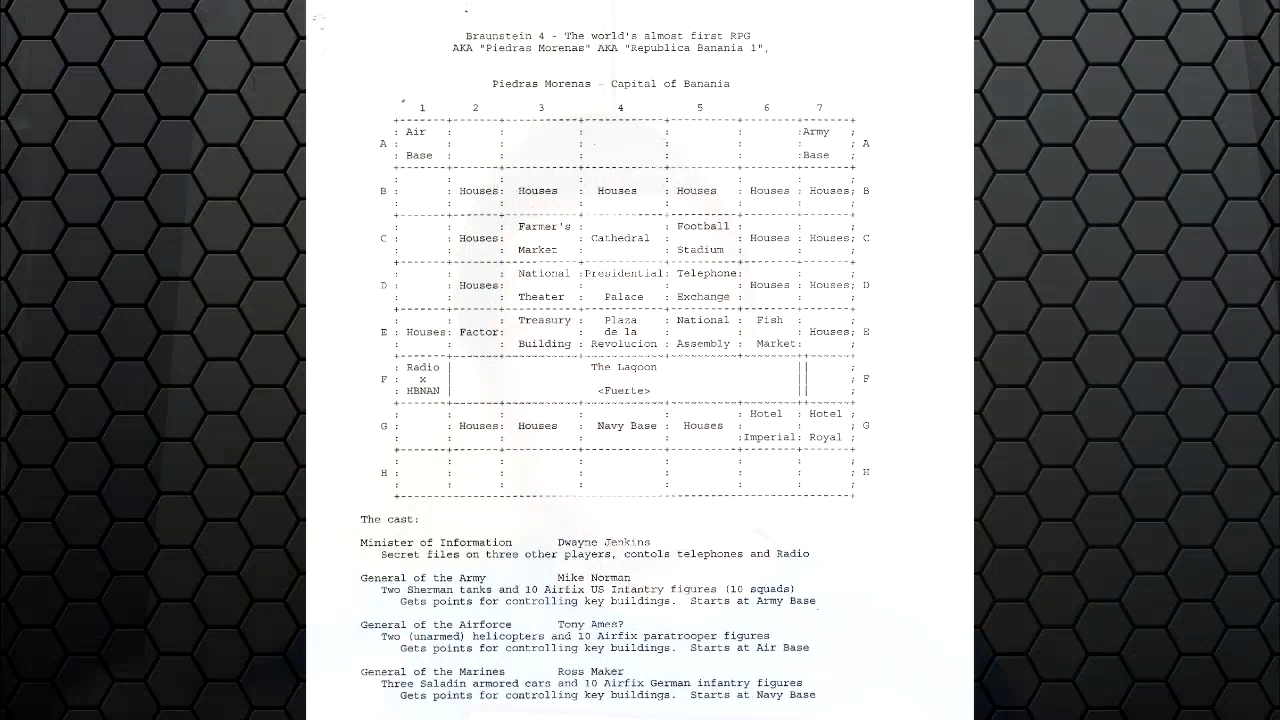 Braunstein 4 - The world's almost first RPG
AKA "Piedras Morenas" AKA "Republica Banania 1",
Piedras Morenas - Capital of Banania
1 2 3 4 5 6 7
: Air : : : : : :Army ;
A : : : : : : : ; A
: Base : : : : : :Base ;
B : : Houses: Houses : Houses : Houses : Houses : Houses; B
: : : Farmer's : : Football : : ;
C : : Houses: : Cathedral : : Houses : Houses; C
: : : Market : : Stadium : : ;
: : : National :Presidential: Telephone: : ;
D : : Houses: : : : Houses : Houses; D
: : : Theater : Palace : Exchange : : ;
: : : Treasury : Plaza : National : Fish : ;
E : Houses: Factor: : de la : : : Houses; E
: : : Building : Revolucion : Assembly : Market: ;
: Radio | The Lagoon || ;
F : x | || ; F
: HBNAN | <Fuerte> || ;
: : : : : : Hotel : Hotel ;
G : : Houses: Houses : Navy Base : Houses : : ; G
: : : : : :Imperial: Royal ;
H : : : : : : : ; H
The cast:
Minister of Information Dwayne Jenkins
Secret files on three other players, contols telephones and Radio
General of the Army Mike Norman
Two Sherman tanks and 10 Airfix US Infantry figures (10 squads)
Gets points for controlling key buildings. Starts at Army Base
General of the Airforce Tony Ames?
Two (unarmed) helicopters and 10 Airfix paratrooper figures
Gets points for controlling key buildings. Starts at Air Base
General of the Marines Ross Maker
Three Saladin armored cars and 10 Airfix German infantry figures
Gets points for controlling key buildings. Starts at Navy Base